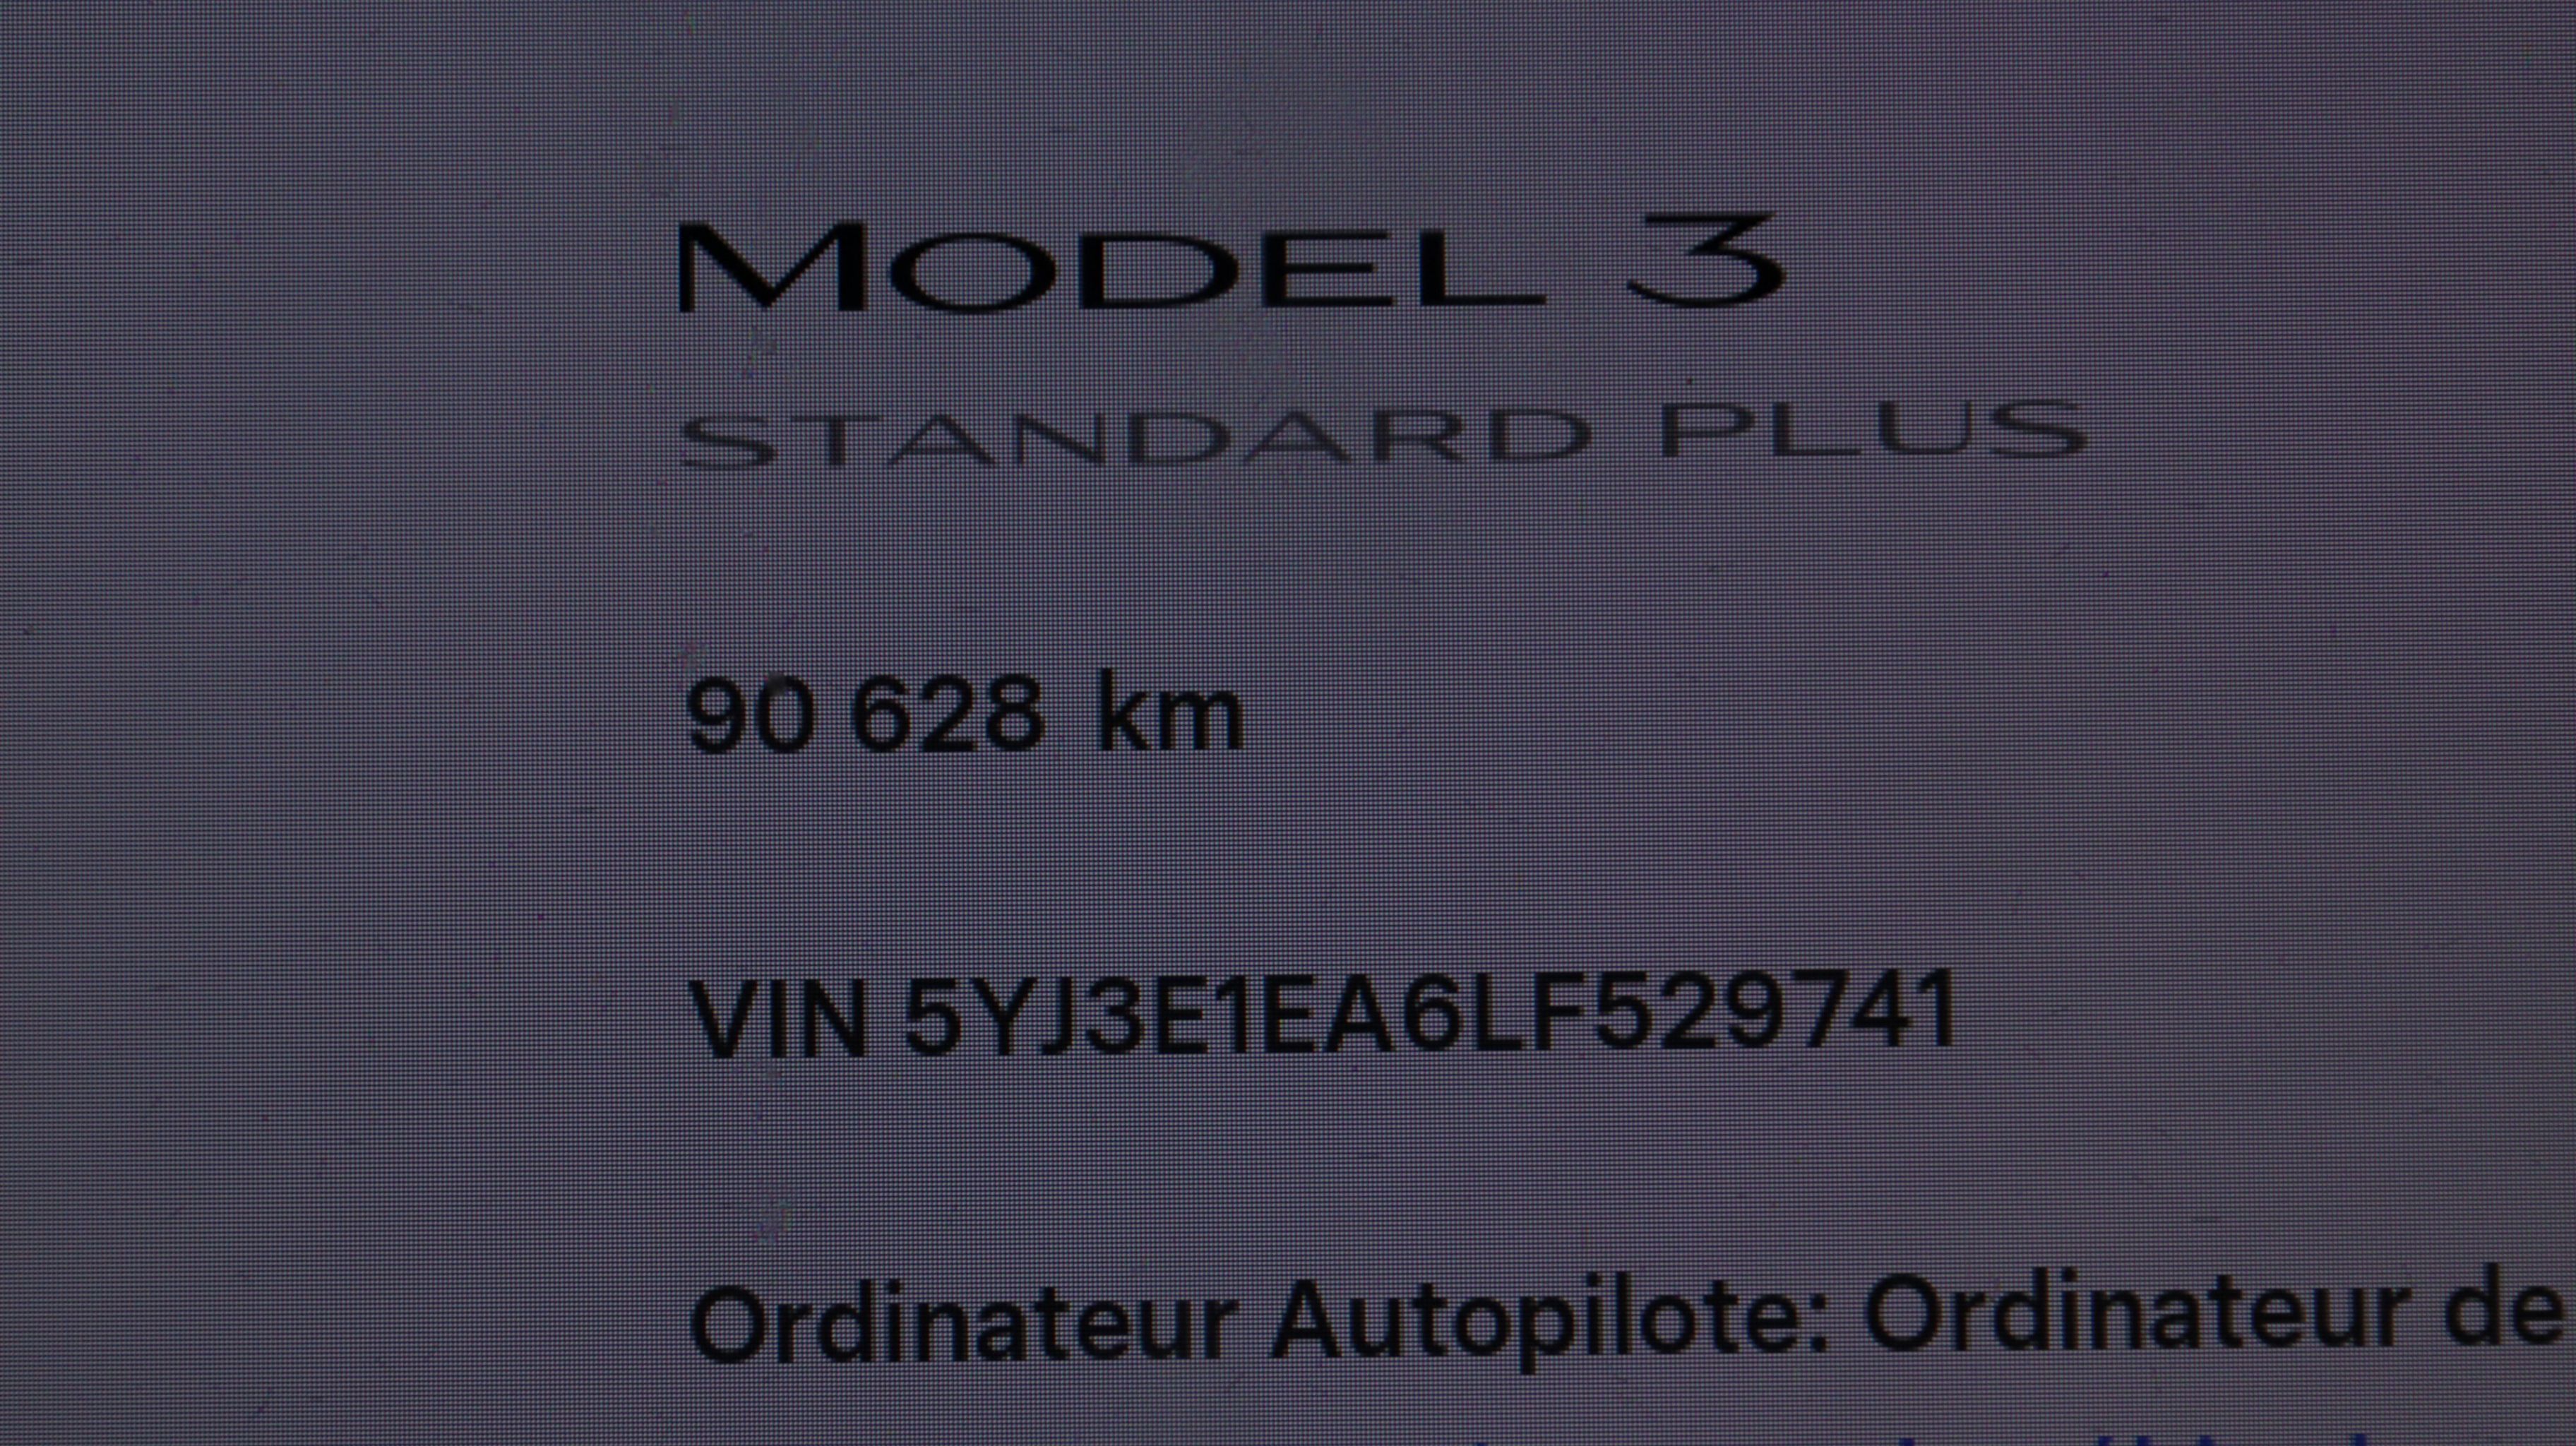 MODEL 3
STANDARD PLUS
90 628 km
VIN 5YJ3E1EA6LF529741
Ordinateur Autopilote: Ordinateur de